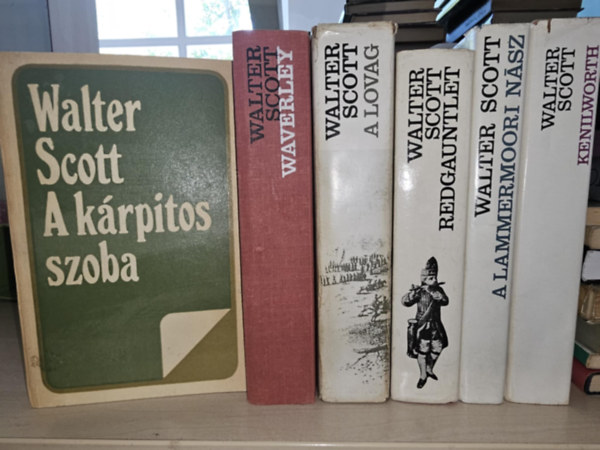 Walter
Scott
A kárpitos
szoba
WALTER
SCOTT
WAVERLEY
WALTER
SCOTT
A LOVAG
WALTER
SCOTT
REDGAUNTLET
WALTER SCOTT
A LAMMERMOORI NÁSZ
WALTER
SCOTT
KENILWORTH